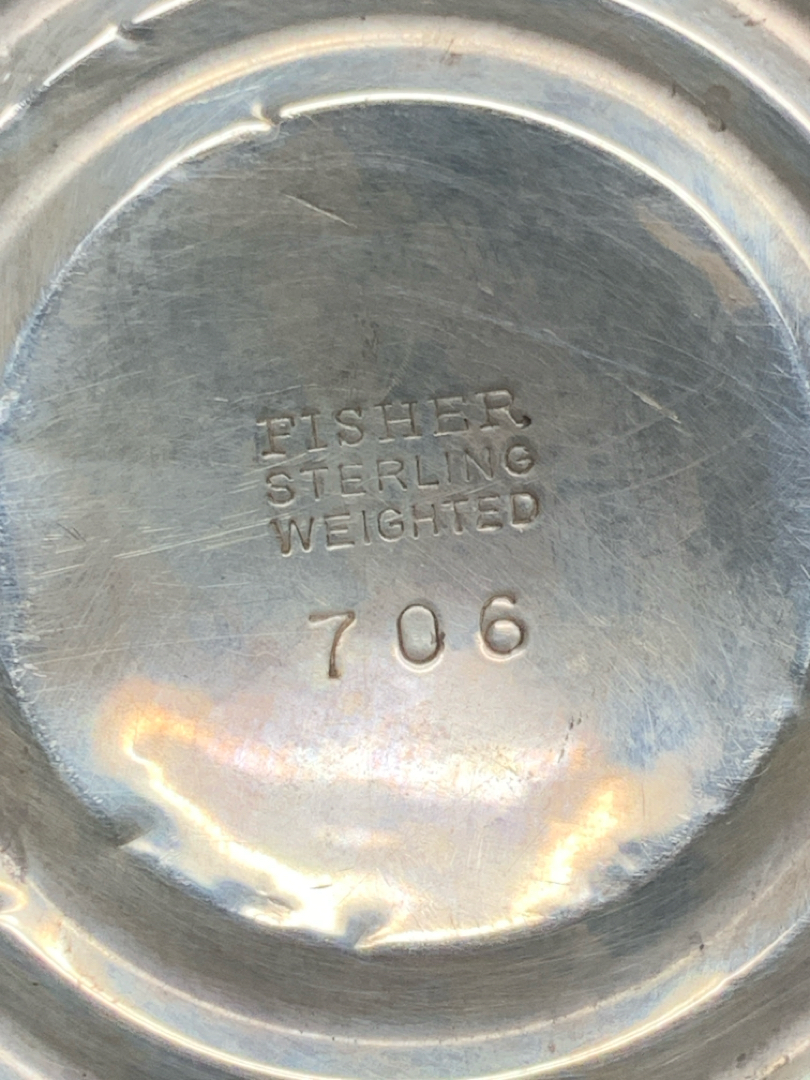 FISHER
STERLING
WEIGHTED
706